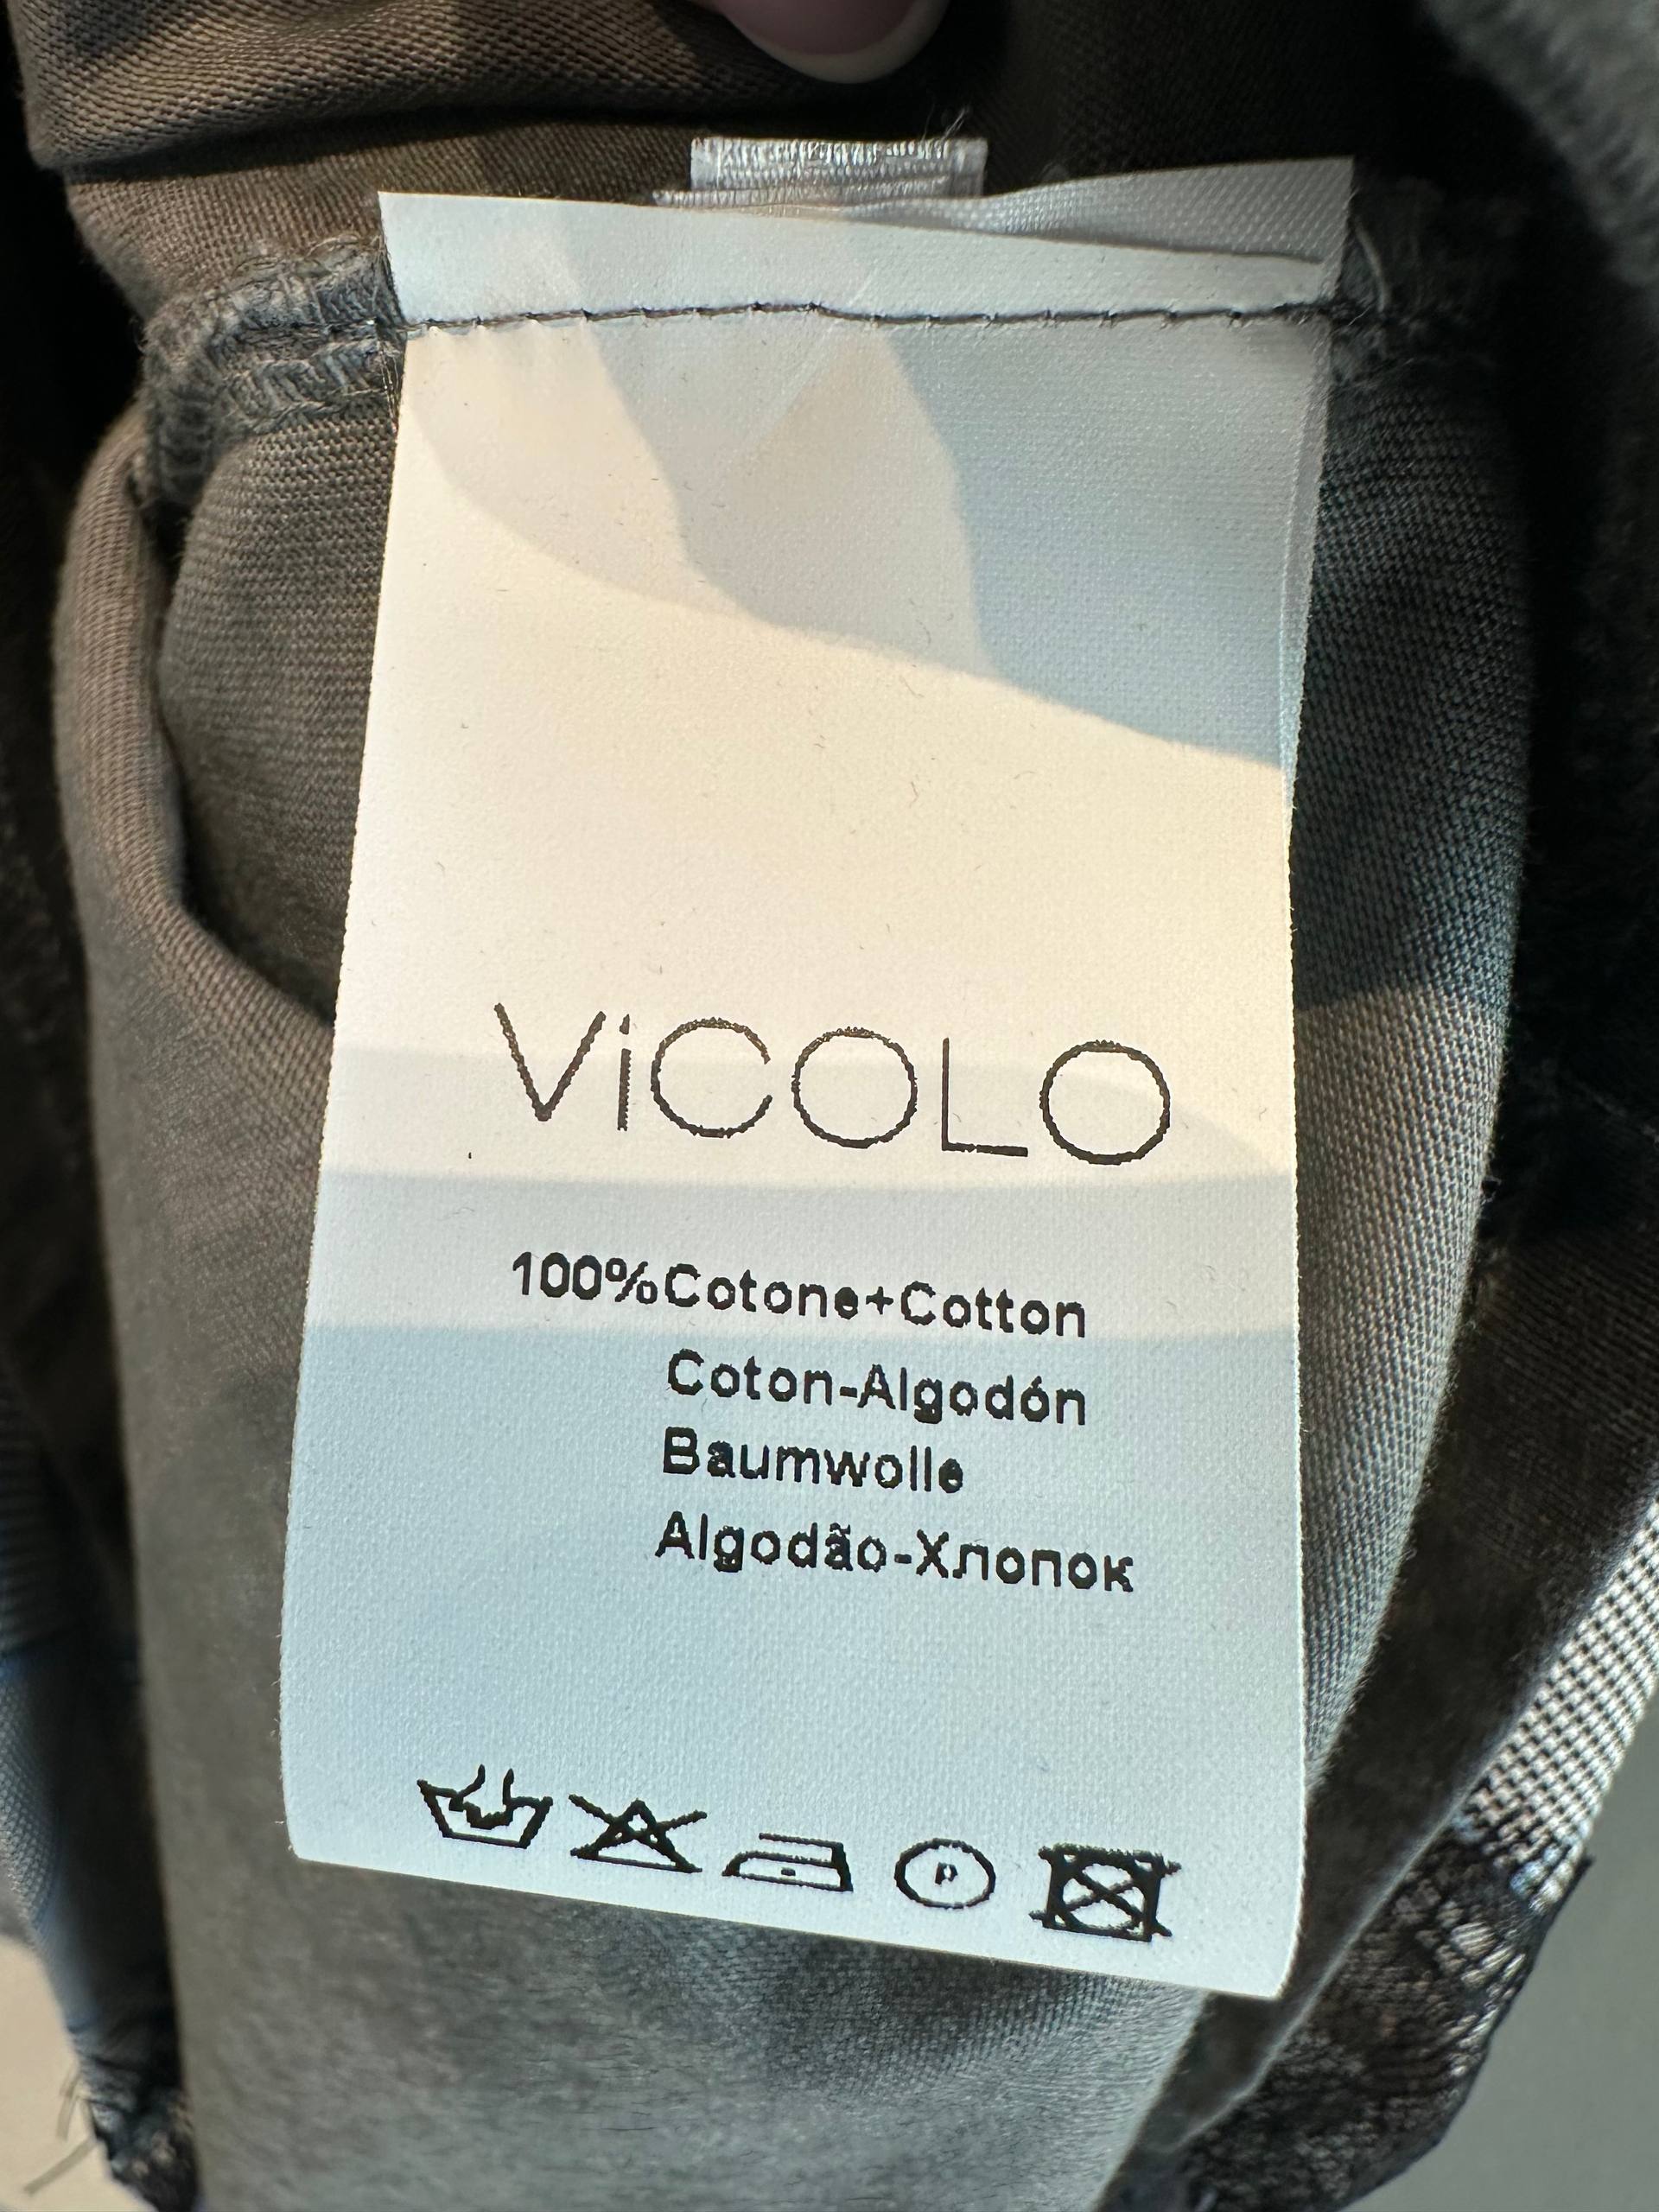 ViCOLO
100%Cotone+Cotton
Coton-Algodón
Baumwolle
Algodão-Хлопок
P